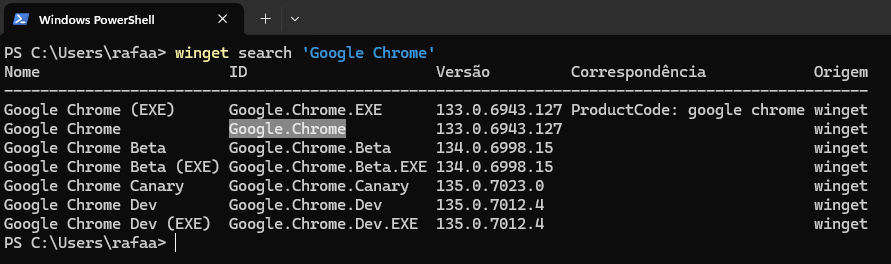 Windows PowerShell
PS C:\Users\rafaa> winget search 'Google Chrome'
Nome ID Versão Correspondência Origem
--------------------------------------------------------------------------------------------
Google Chrome (EXE) Google.Chrome.EXE 133.0.6943.127 ProductCode: google chrome winget
Google Chrome Google.Chrome 133.0.6943.127 winget
Google Chrome Beta Google.Chrome.Beta 134.0.6998.15 winget
Google Chrome Beta (EXE) Google.Chrome.Beta.EXE 134.0.6998.15 winget
Google Chrome Canary Google.Chrome.Canary 135.0.7023.0 winget
Google Chrome Dev Google.Chrome.Dev 135.0.7012.4 winget
Google Chrome Dev (EXE) Google.Chrome.Dev.EXE 135.0.7012.4 winget
PS C:\Users\rafaa>